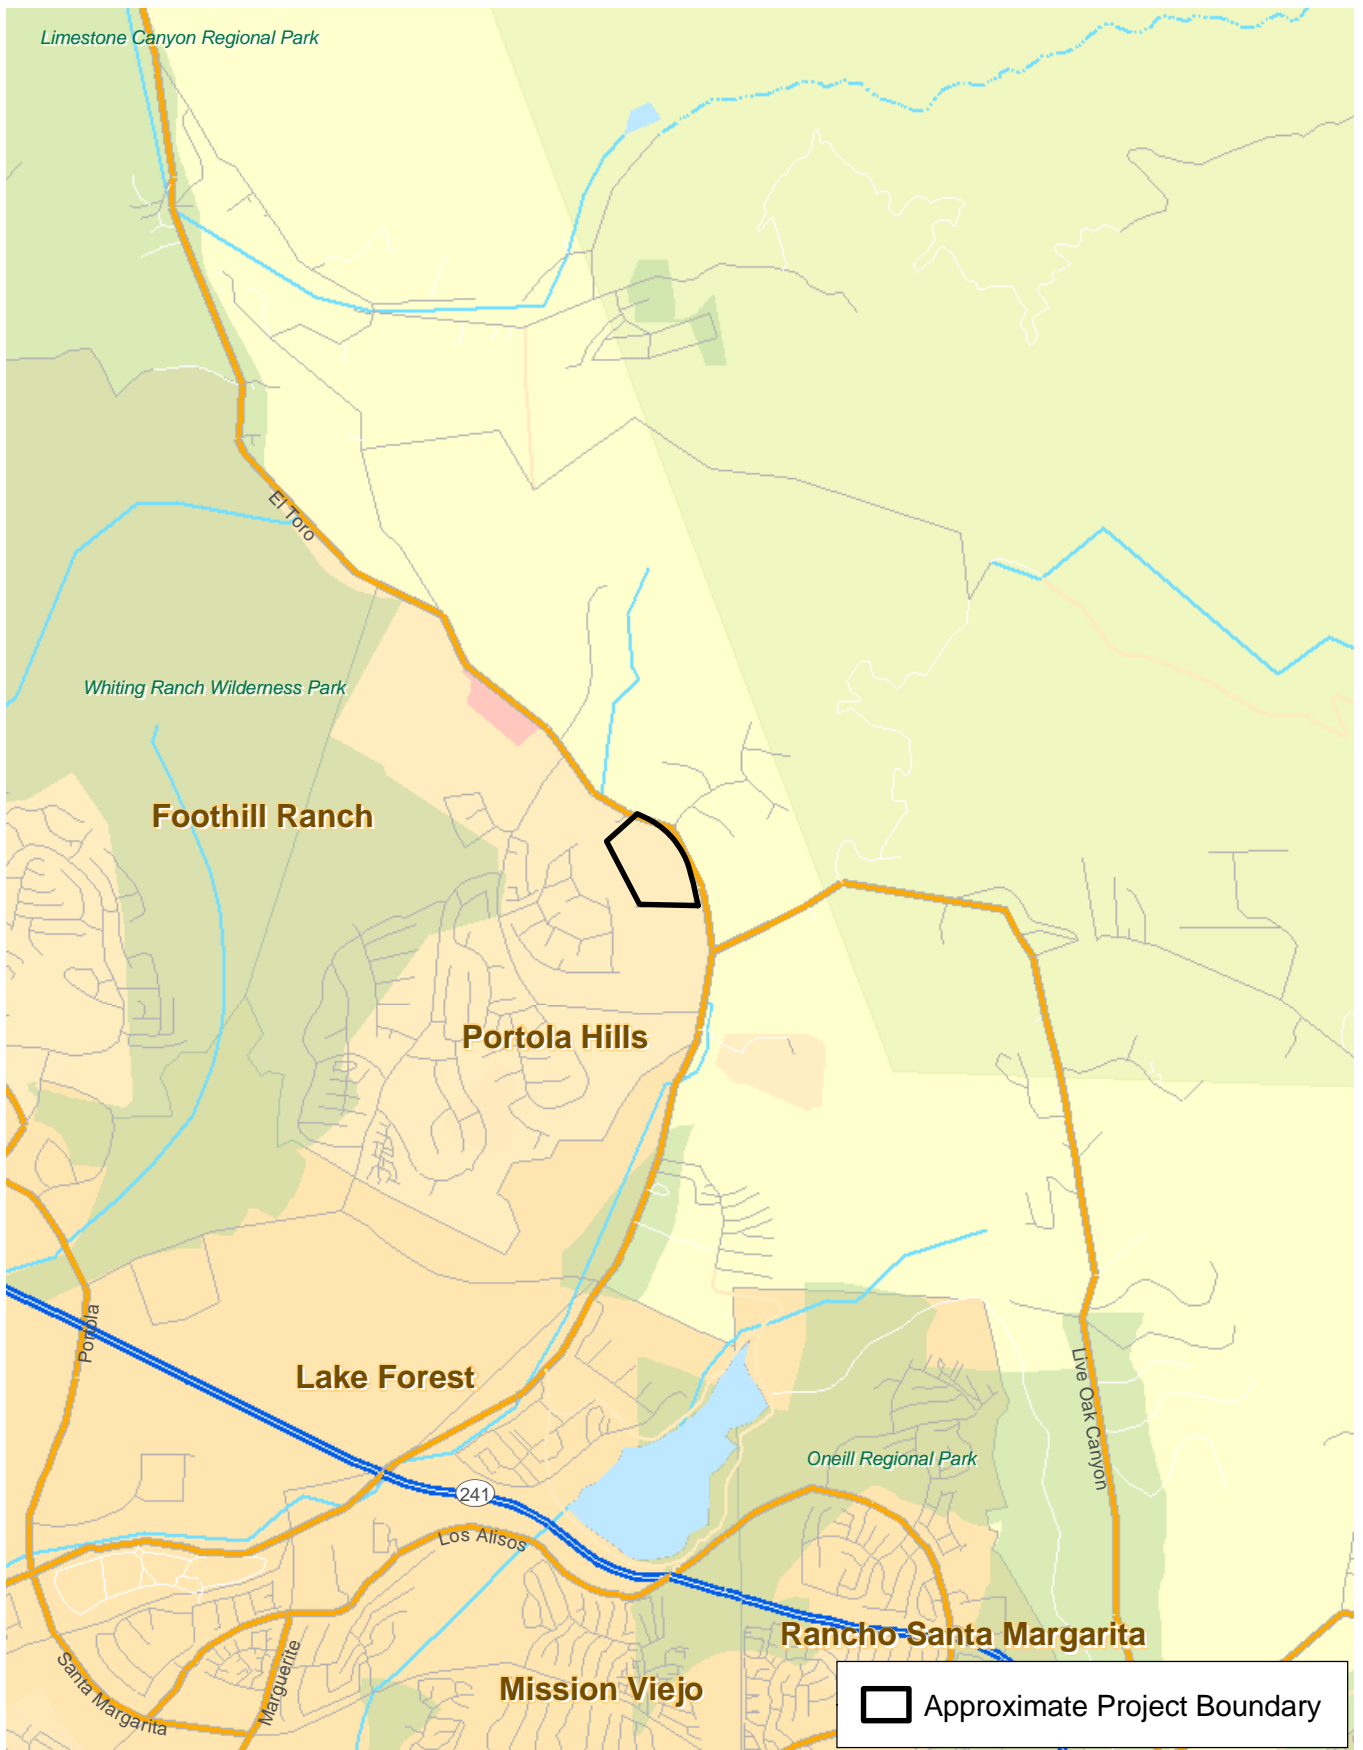 Limestone Canyon Regional Park
El Toro
Whiting Ranch Wilderness Park
Foothill Ranch
Portola Hills
Portola
Lake Forest
Live Oak Canyon
Oneill Regional Park
241
Los Alisos
Rancho Santa Margarita
Santa Margarita
Marguerite
Mission Viejo
Approximate Project Boundary